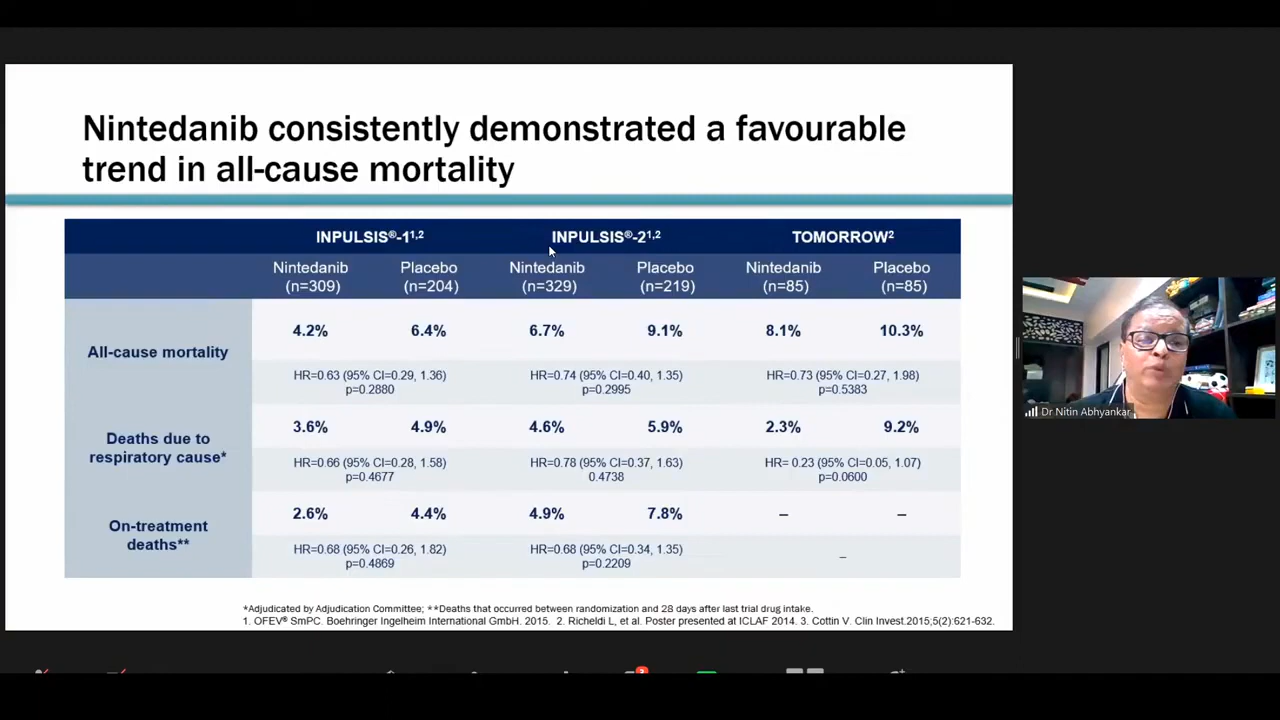 Nintedanib consistently demonstrated a favourable
trend in all-cause mortality
INPULSIS®-1¹,² INPULSIS®-2¹,² TOMORROW²
Nintedanib (n=309) Placebo (n=204) Nintedanib (n=329) Placebo (n=219) Nintedanib (n=85) Placebo (n=85)
All-cause mortality
4.2% 6.4% 6.7% 9.1% 8.1% 10.3%
HR=0.63 (95% CI=0.29, 1.36) p=0.2880 HR=0.74 (95% CI=0.40, 1.35) p=0.2995 HR=0.73 (95% CI=0.27, 1.98) p=0.5383
Deaths due to
respiratory cause*
3.6% 4.9% 4.6% 5.9% 2.3% 9.2%
HR=0.66 (95% CI=0.28, 1.58) p=0.4677 HR=0.78 (95% CI=0.37, 1.63) 0.4738 HR= 0.23 (95% CI=0.05, 1.07) p=0.0600
On-treatment
deaths**
2.6% 4.4% 4.9% 7.8% – –
HR=0.68 (95% CI=0.26, 1.82) p=0.4869 HR=0.68 (95% CI=0.34, 1.35) p=0.2209 –
*Adjudicated by Adjudication Committee; **Deaths that occurred between randomization and 28 days after last trial drug intake.
1. OFEV® SmPC. Boehringer Ingelheim International GmbH. 2015. 2. Richeldi L, et al. Poster presented at ICLAF 2014. 3. Cottin V. Clin Invest.2015;5(2):621-632.
Dr Nitin Abhyankar